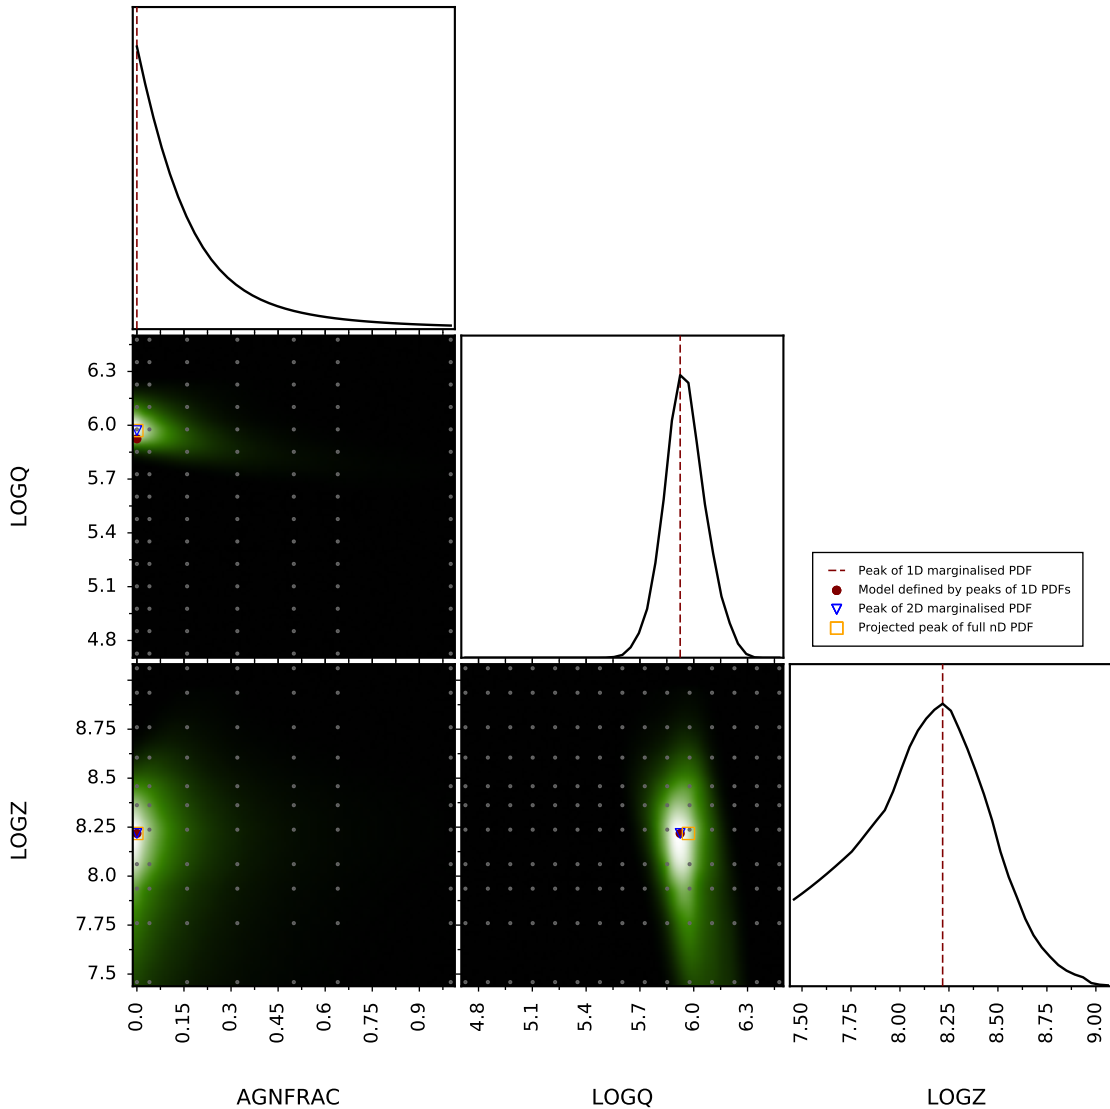 6.3
6.0
5.7
5.4
5.1
4.8
LOGQ
Peak of 1D marginalised PDF
Model defined by peaks of 1D PDFs
Peak of 2D marginalised PDF
Projected peak of full nD PDF
8.75
8.5
8.25
8.0
7.75
7.5
LOGZ
0.0 0.15 0.3 0.45 0.6 0.75 0.9
4.8 5.1 5.4 5.7 6.0 6.3
7.50 7.75 8.00 8.25 8.50 8.75 9.00
AGNFRAC LOGQ LOGZ